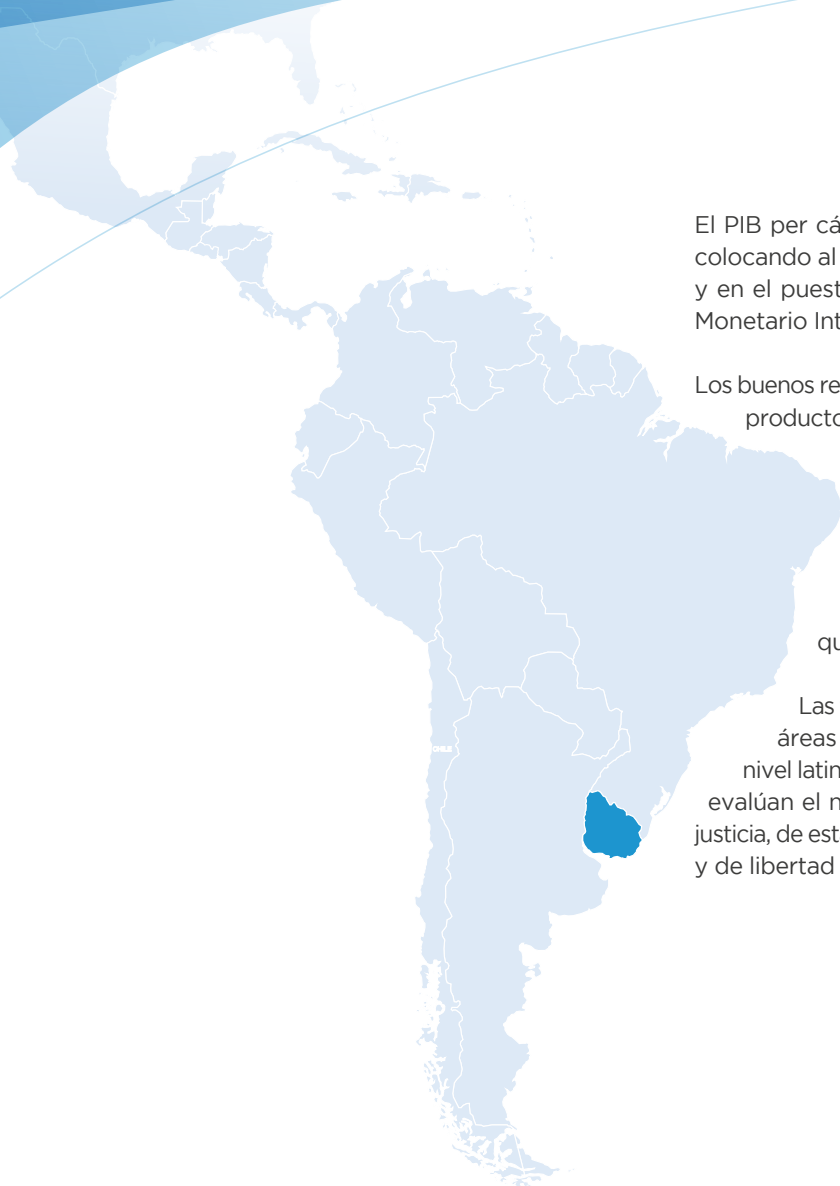 El PIB per cá
colocando al
y en el puest
Monetario Int
Los buenos re
producto
qu
Las
áreas
nivel latin
evalúan el n
justicia, de est
y de libertad
CHILE